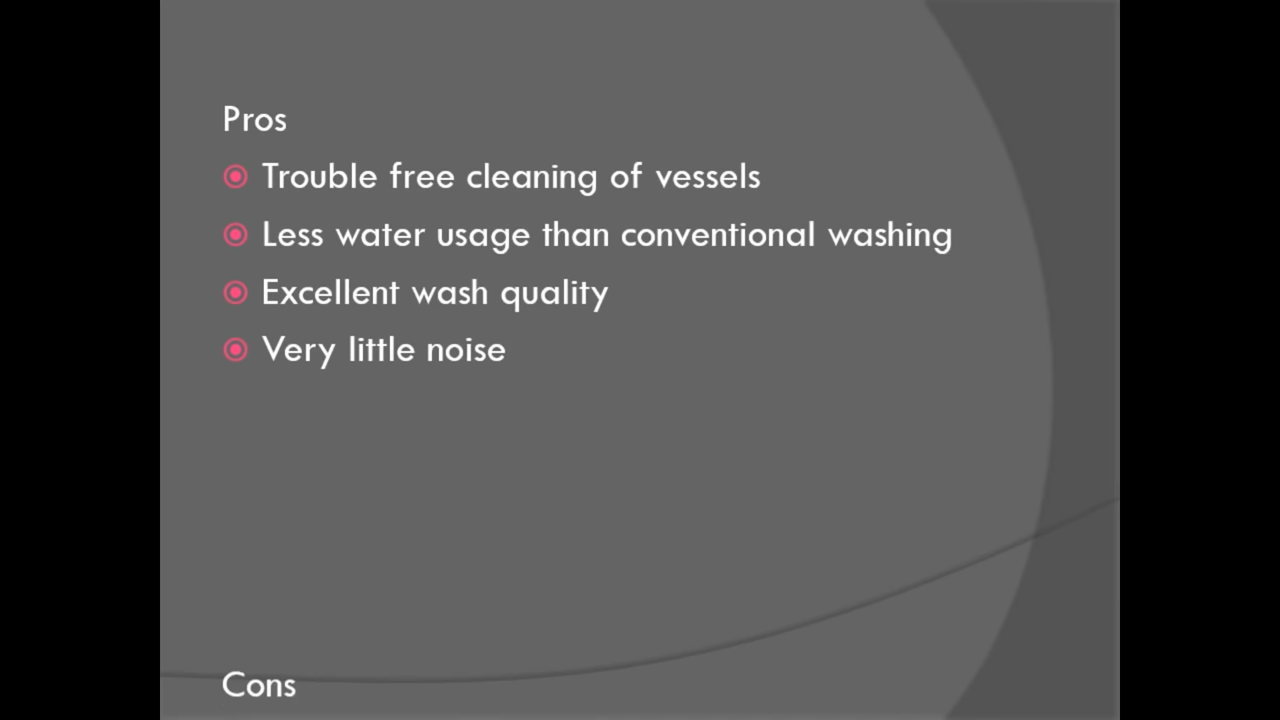 Pros
Trouble free cleaning of vessels
Less water usage than conventional washing
Excellent wash quality
Very little noise
Cons